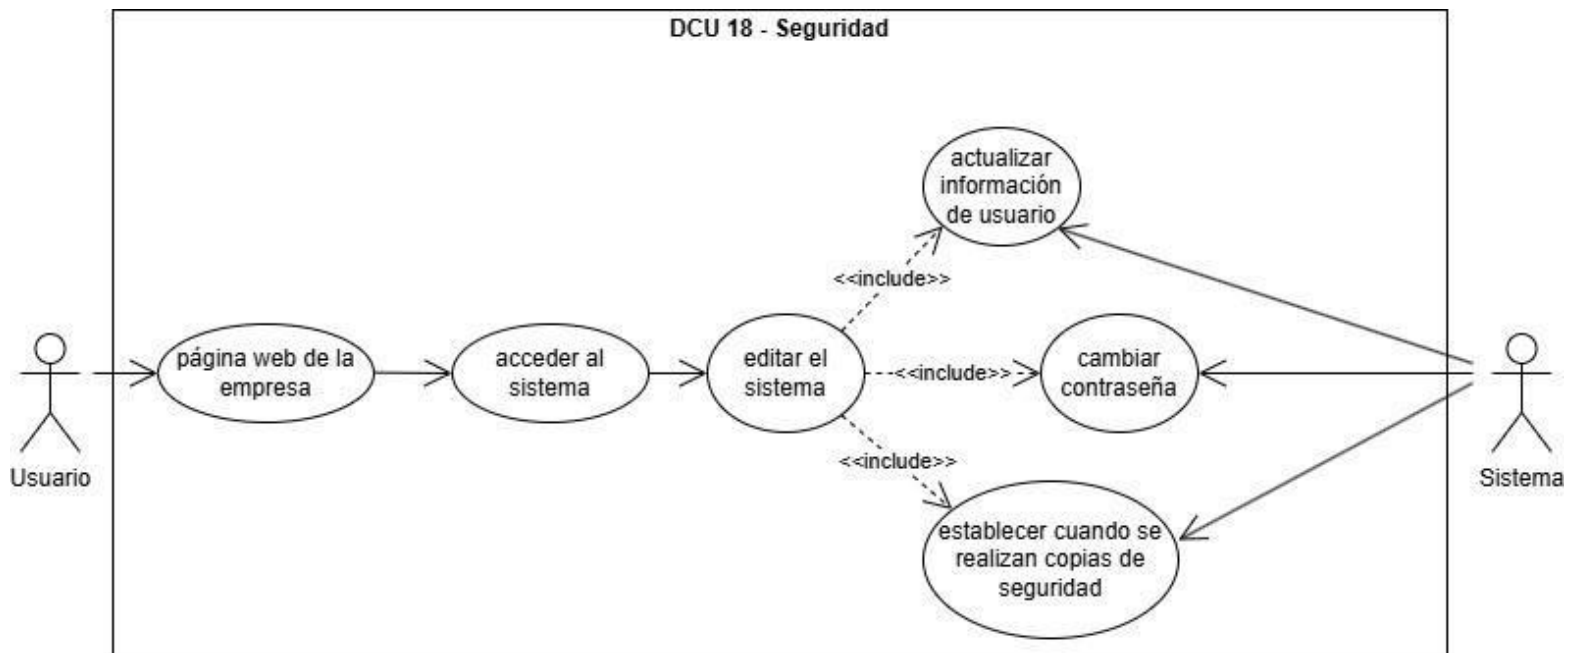 DCU 18 - Seguridad
actualizar
información
de usuario
<<include>>
página web de la
empresa
acceder al
sistema
editar el
sistema
<<include>>
cambiar
contraseña
<<include>>
Usuario
Sistema
establecer cuando se
realizan copias de
seguridad